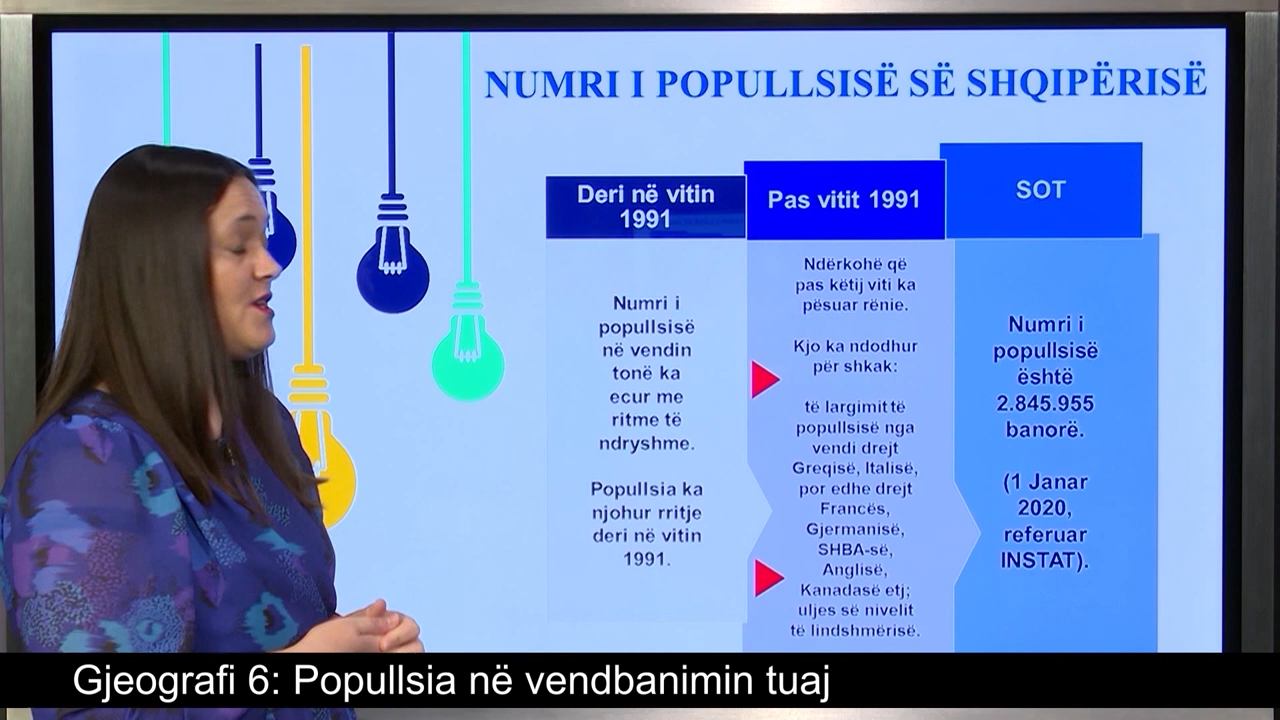 NUMRI I POPULLSISË SË SHQIPËRISË
Deri në vitin
1991
Numri i
popullsisë
në vendin
tonë ka
ecur me
ritme të
ndryshme.
Popullsia ka
njohur rritje
deri në vitin
1991.
Pas vitit 1991
Ndërkohë që
pas këtij viti ka
pësuar rënie.
Kjo ka ndodhur
për shkak:
të largimit të
popullsisë nga
vendi drejt
Greqisë, Italisë,
por edhe drejt
Francës,
Gjermanisë,
SHBA-së,
Anglisë,
Kanadasë etj;
uljes së nivelit
të lindshmërisë.
SOT
Numri i
popullsisë
është
2.845.955
banorë.
(1 Janar
2020,
referuar
INSTAT).
Gjeografi 6: Popullsia në vendbanimin tuaj